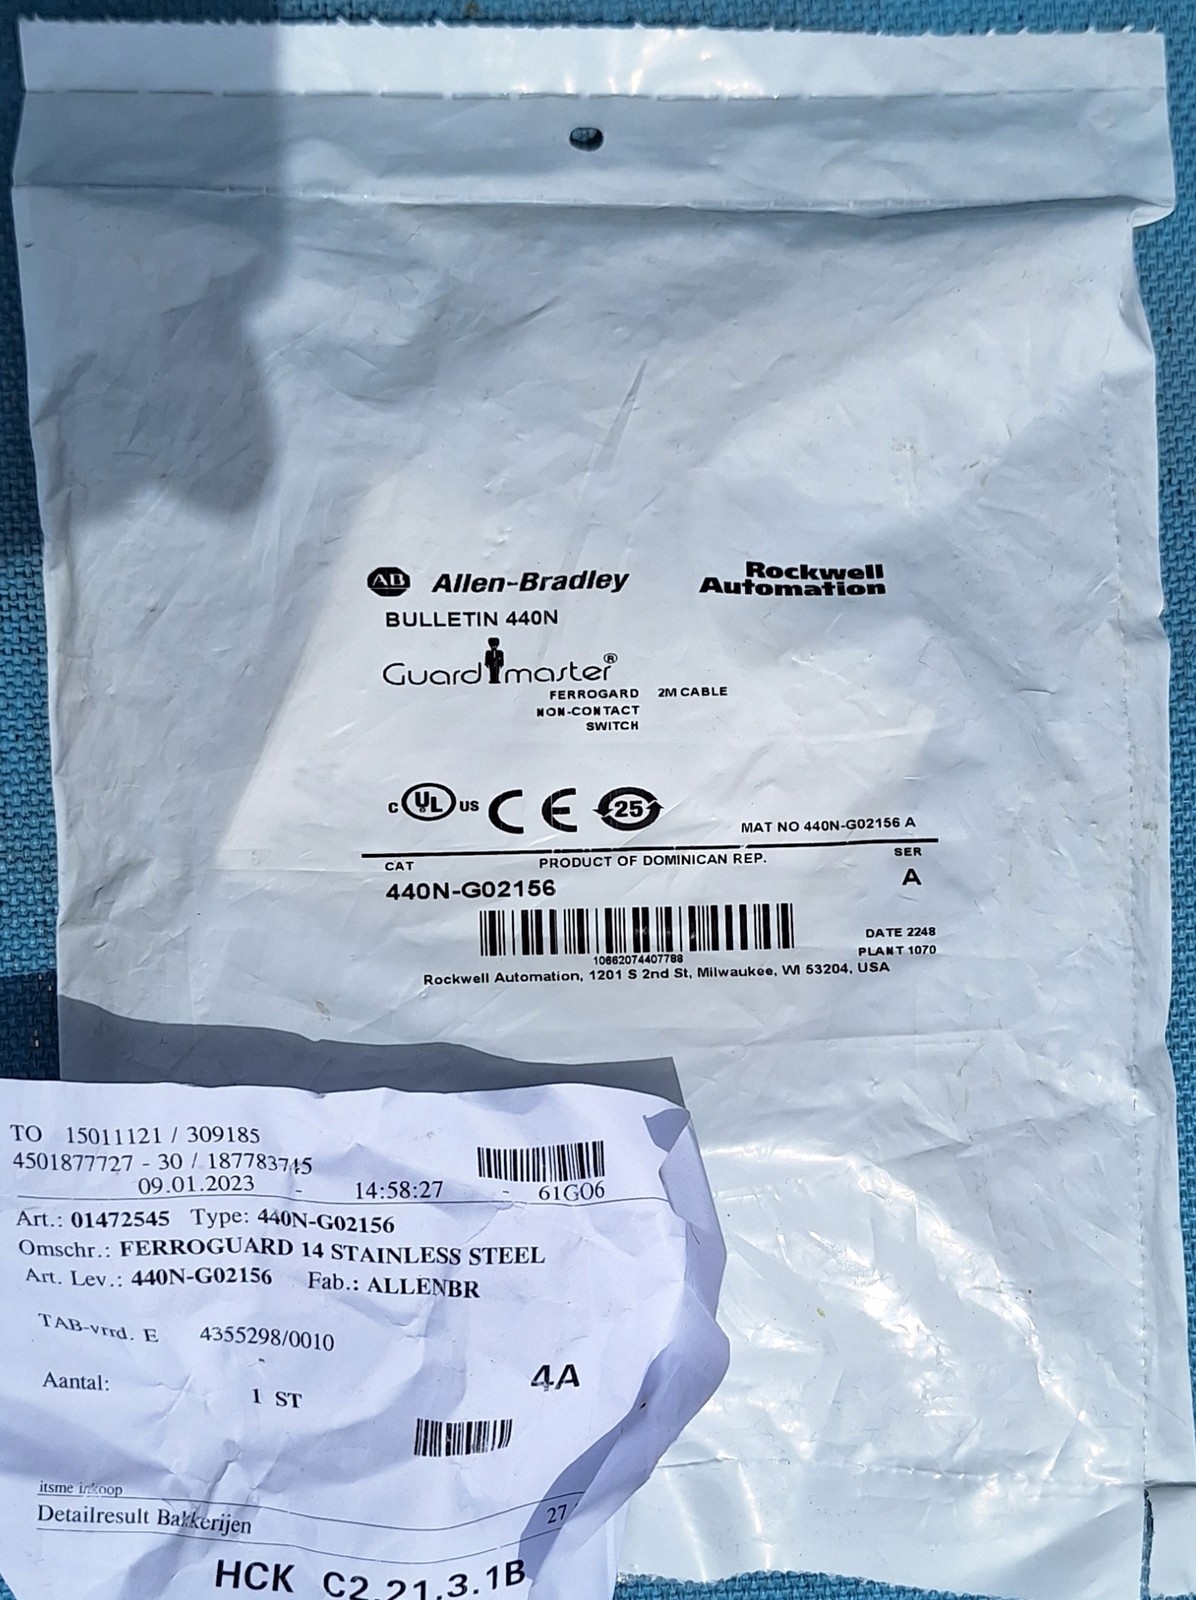 AB Allen-Bradley
Rockwell
Automation
BULLETIN 440N
Guardmaster®
FERROGARD 2M CABLE
NON-CONTACT
SWITCH
C UL US CE 25
MAT NO 440N-G02156 A
CAT PRODUCT OF DOMINICAN REP. SER
440N-G02156 A
DATE 2248
10662074407788 PLANT 1070
Rockwell Automation, 1201 S 2nd St, Milwaukee, WI 53204, USA
TO 15011121 / 309185
4501877727 - 30 / 187783745
09.01.2023 - 14:58:27 - 61GO6
Art.: 01472545 Type: 440N-G02156
Omschr.: FERROGUARD 14 STAINLESS STEEL
Art. Lev.: 440N-G02156 Fab.: ALLENBR
TAB-vrrd. E 4355298/0010
Aantal: 1 ST 4A
itsme inkoop
Detailresult Bakkerijen 27
HCK C2.21.3.1B